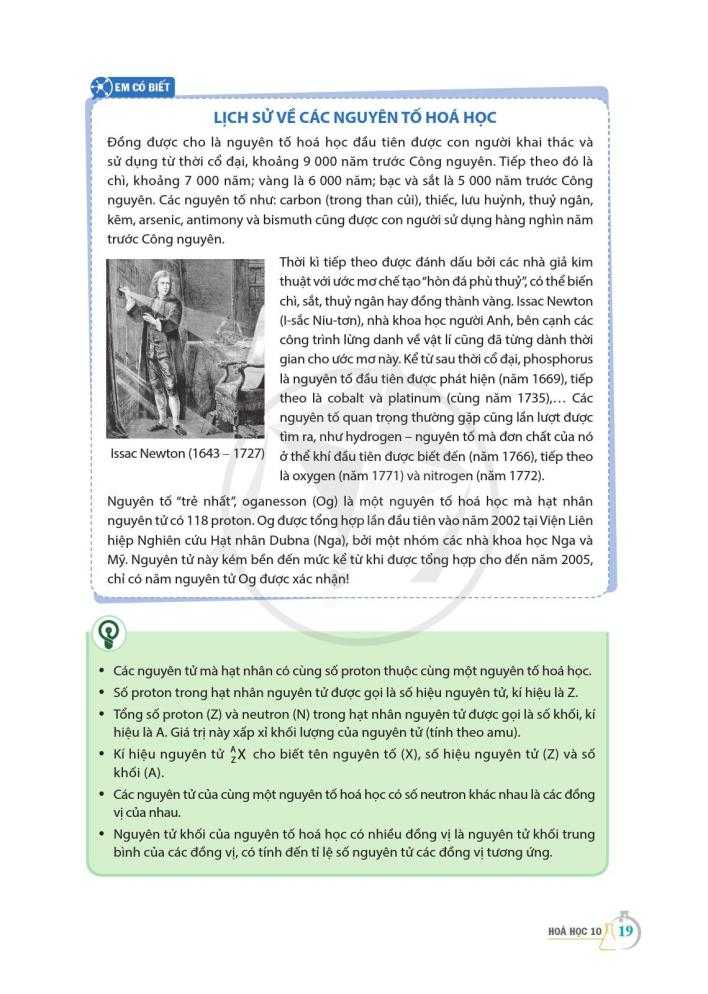 EM CÓ BIẾT
LỊCH SỬ VỀ CÁC NGUYÊN TỐ HOÁ HỌC
Đồng được cho là nguyên tố hoá học đầu tiên được con người khai thác và
sử dụng từ thời cổ đại, khoảng 9 000 năm trước Công nguyên. Tiếp theo đó là
chì, khoảng 7 000 năm; vàng là 6 000 năm; bạc và sắt là 5 000 năm trước Công
nguyên. Các nguyên tố như: carbon (trong than củi), thiếc, lưu huỳnh, thuỷ ngân,
kẽm, arsenic, antimony và bismuth cũng được con người sử dụng hàng nghìn năm
trước Công nguyên.
Thời kì tiếp theo được đánh dấu bởi các nhà giả kim
thuật với ước mơ chế tạo "hòn đá phù thuỷ", có thể biến
chì, sắt, thuỷ ngân hay đồng thành vàng. Issac Newton
(I-sắc Niu-tơn), nhà khoa học người Anh, bên cạnh các
công trình lừng danh về vật lí cũng đã từng dành thời
gian cho ước mơ này. Kể từ sau thời cổ đại, phosphorus
là nguyên tố đầu tiên được phát hiện (năm 1669), tiếp
theo là cobalt và platinum (cùng năm 1735),... Các
nguyên tố quan trọng thường gặp cũng lần lượt được
tìm ra, như hydrogen – nguyên tố mà đơn chất của nó
ở thể khí đầu tiên được biết đến (năm 1766), tiếp theo
là oxygen (năm 1771) và nitrogen (năm 1772).
Issac Newton (1643 – 1727)
Nguyên tố "trẻ nhất", oganesson (Og) là một nguyên tố hoá học mà hạt nhân
nguyên tử có 118 proton. Og được tổng hợp lần đầu tiên vào năm 2002 tại Viện Liên
hiệp Nghiên cứu Hạt nhân Dubna (Nga), bởi một nhóm các nhà khoa học Nga và
Mỹ. Nguyên tử này kém bền đến mức kể từ khi được tổng hợp cho đến năm 2005,
chỉ có năm nguyên tử Og được xác nhận!
• Các nguyên tử mà hạt nhân có cùng số proton thuộc cùng một nguyên tố hoá học.
• Số proton trong hạt nhân nguyên tử được gọi là số hiệu nguyên tử, kí hiệu là Z.
• Tổng số proton (Z) và neutron (N) trong hạt nhân nguyên tử được gọi là số khối, kí
hiệu là A. Giá trị này xấp xỉ khối lượng của nguyên tử (tính theo amu).
• Kí hiệu nguyên tử ᴬ_ZX cho biết tên nguyên tố (X), số hiệu nguyên tử (Z) và số
khối (A).
• Các nguyên tử của cùng một nguyên tố hoá học có số neutron khác nhau là các đồng
vị của nhau.
• Nguyên tử khối của nguyên tố hoá học có nhiều đồng vị là nguyên tử khối trung
bình của các đồng vị, có tính đến tỉ lệ số nguyên tử các đồng vị tương ứng.
HOÁ HỌC 10 19